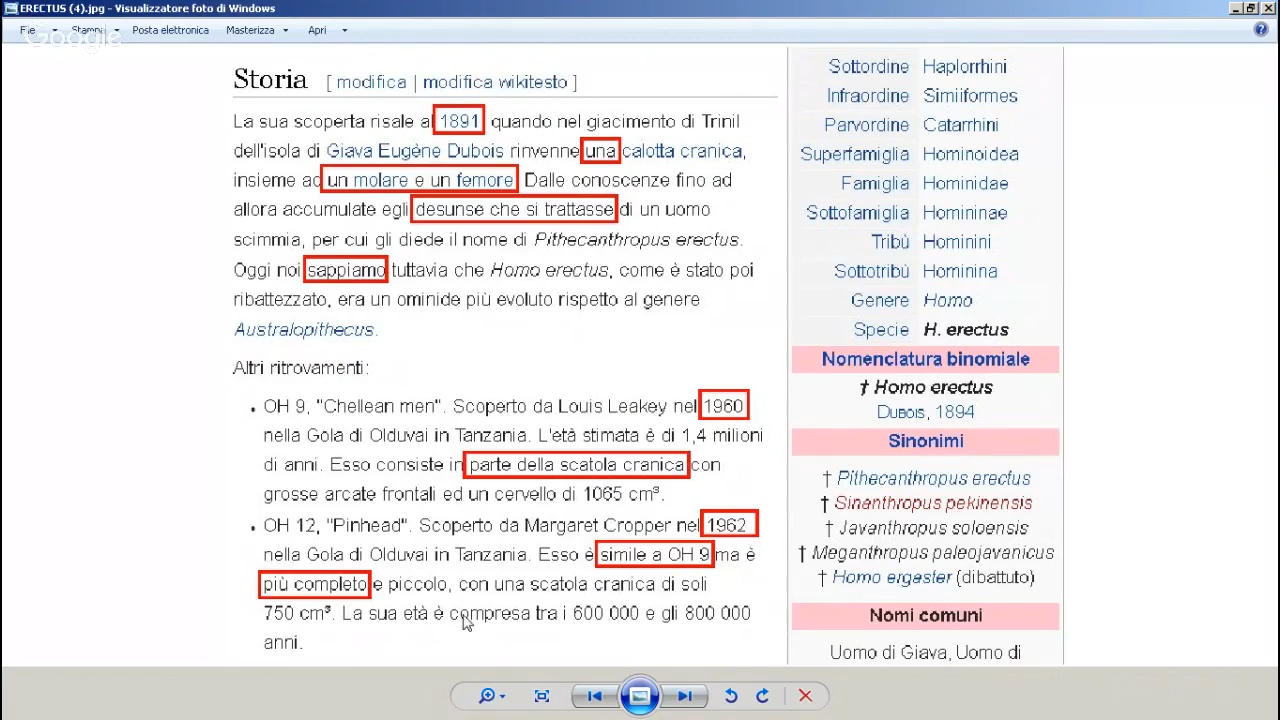 ERECTUS (4).jpg - Visualizzatore foto di Windows
File Stampa Posta elettronica Masterizza Apri
Google
Storia [ modifica | modifica wikitesto ]
La sua scoperta risale al 1891 quando nel giacimento di Trinil
dell'isola di Giava Eugène Dubois rinvenne una calotta cranica,
insieme ad un molare e un femore. Dalle conoscenze fino ad
allora accumulate egli desunse che si trattasse di un uomo
scimmia, per cui gli diede il nome di Pithecanthropus erectus.
Oggi noi sappiamo tuttavia che Homo erectus, come è stato poi
ribattezzato, era un ominide più evoluto rispetto al genere
Australopithecus.
Altri ritrovamenti:
• OH 9, "Chellean men". Scoperto da Louis Leakey nel 1960
nella Gola di Olduvai in Tanzania. L'età stimata è di 1,4 milioni
di anni. Esso consiste in parte della scatola cranica con
grosse arcate frontali ed un cervello di 1065 cm³.
• OH 12, "Pinhead". Scoperto da Margaret Cropper nel 1962
nella Gola di Olduvai in Tanzania. Esso è simile a OH 9 ma è
più completo e piccolo, con una scatola cranica di soli
750 cm³. La sua età è compresa tra i 600 000 e gli 800 000
anni.
Sottordine Haplorrhini
Infraordine Simiiformes
Parvordine Catarrhini
Superfamiglia Hominoidea
Famiglia Hominidae
Sottofamiglia Homininae
Tribù Hominini
Sottotribù Hominina
Genere Homo
Specie H. erectus
Nomenclatura binomiale
† Homo erectus
Dubois, 1894
Sinonimi
† Pithecanthropus erectus
† Sinanthropus pekinensis
† Javanthropus soloensis
† Meganthropus paleojavanicus
† Homo ergaster (dibattuto)
Nomi comuni
Uomo di Giava, Uomo di